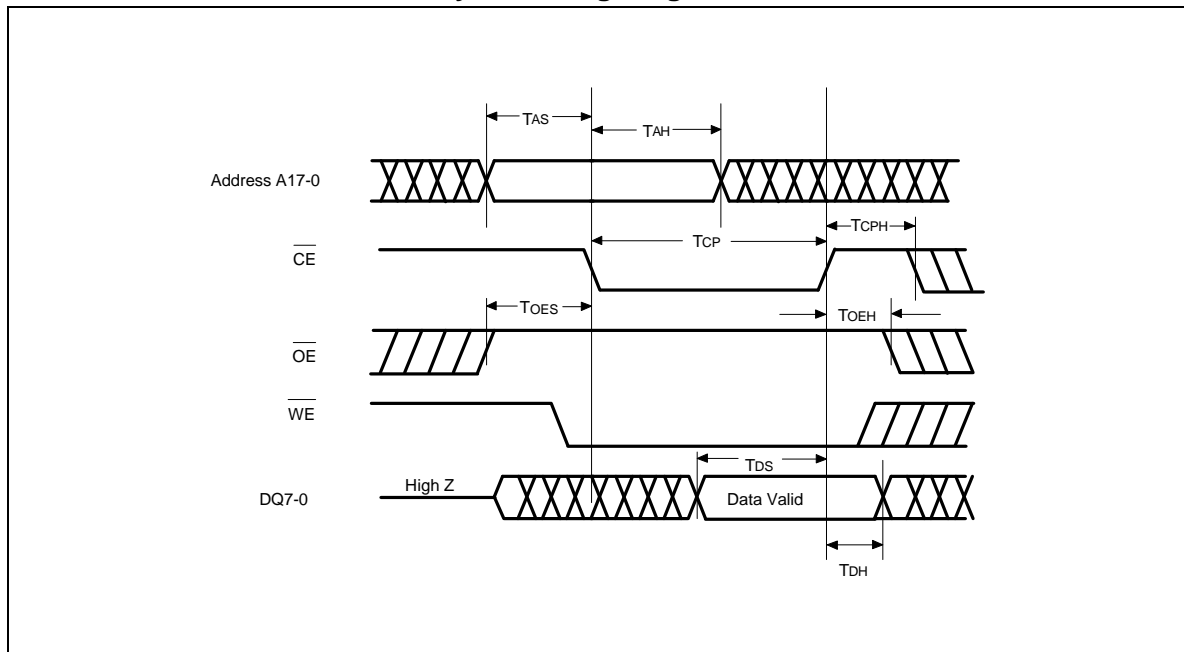 TAS
TAH
Address A17-0
TCPH
TCP
CE
TOES
TOEH
OE
WE
TDS
High Z
Data Valid
DQ7-0
TDH